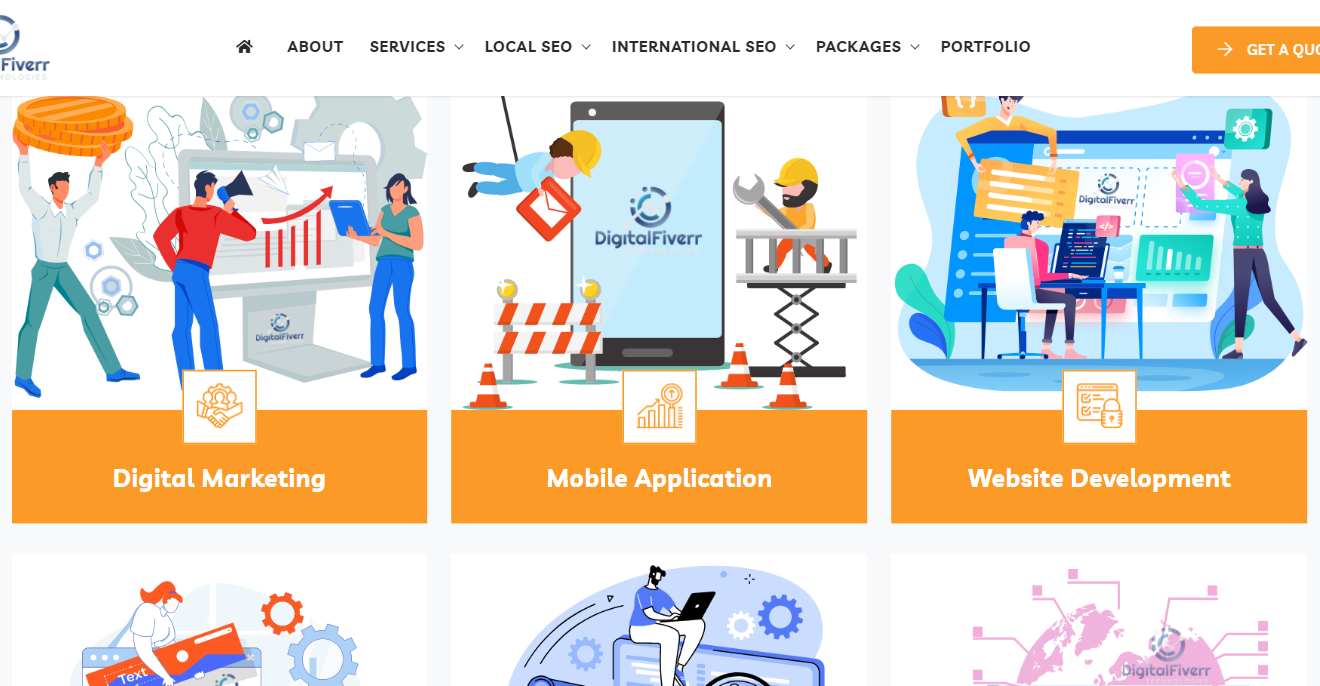 Fiverr
NOLOGIES
ABOUT
SERVICES
LOCAL SEO
INTERNATIONAL SEO
PACKAGES
PORTFOLIO
GET A QUO
DigitalFiverr
DigitalFiverr
</>
DigitalFiverr
Digital Marketing
Mobile Application
Website Development
Text
DigitalFiverr